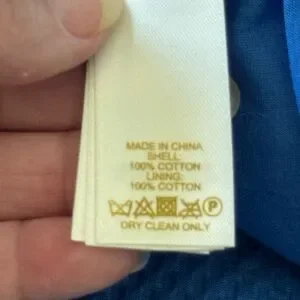 MADE IN CHINA
SHELL:
100% COTTON
LINING:
100% COTTON
P
DRY CLEAN ONLY